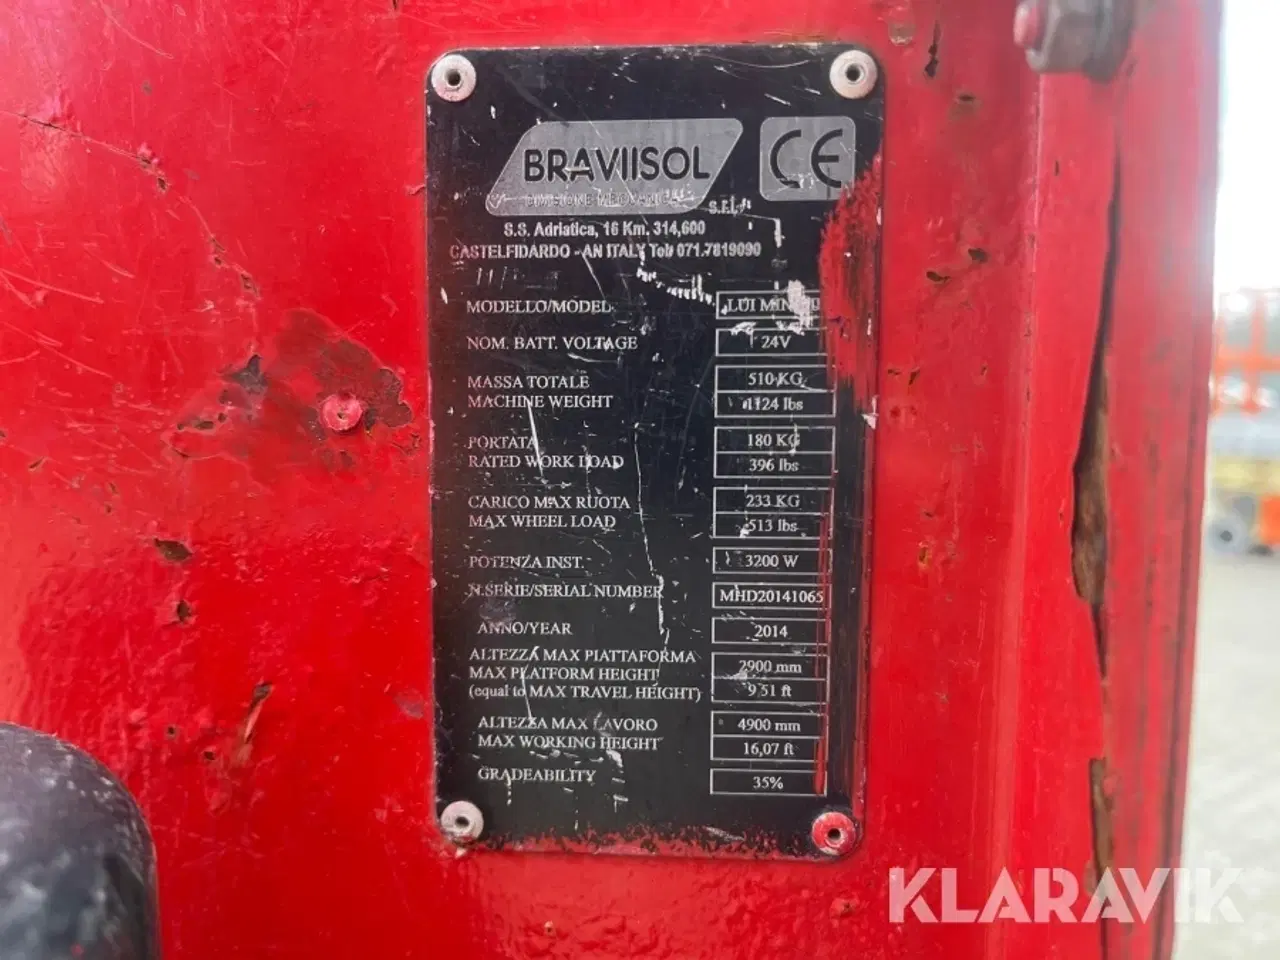 BRAVIISOL
CE
DIVISIONE MECCANICA
S.R.L.
S.S. Adriatica, 16 Km. 314,600
CASTELFIDARDO - AN ITALY Tel. 071.7819090
MODELLO/MODEL LUI
NOM. BATT. VOLTAGE 24V
MASSA TOTALE 510 KG
MACHINE WEIGHT 1124 lbs
PORTATA 180 KG
RATED WORK LOAD 396 lbs
CARICO MAX RUOTA 233 KG
MAX WHEEL LOAD 513 lbs
POTENZA INST. 3200 W
N.SERIE/SERIAL NUMBER MHD20141065
ANNO/YEAR 2014
ALTEZZA MAX PIATTAFORMA 2900 mm
MAX PLATFORM HEIGHT
(equal to MAX TRAVEL HEIGHT) 9,51 ft
ALTEZZA MAX LAVORO 4900 mm
MAX WORKING HEIGHT 16,07 ft
GRADEABILITY 35%
KLARAVIK